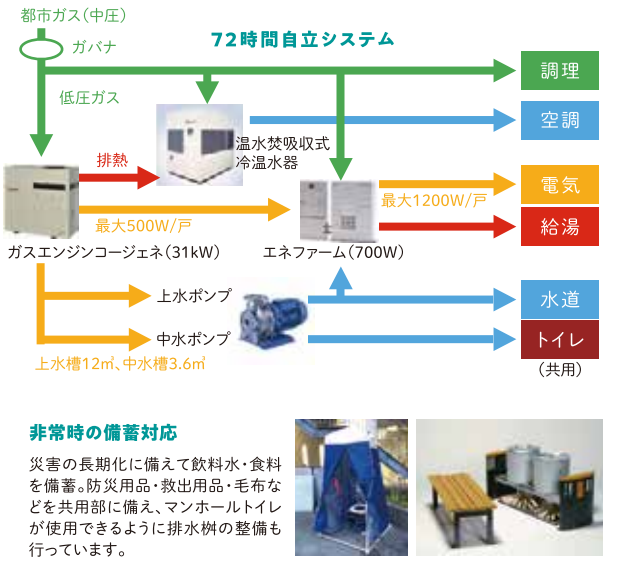 都市ガス(中圧)
ガバナ
72時間自立システム
低圧ガス
調理
空調
温水焚吸収式
冷温水器
排熱
最大500W/戸
最大1200W/戸
電気
給湯
ガスエンジンコージェネ(31kW)
エネファーム(700W)
上水ポンプ
中水ポンプ
水道
トイレ
(共用)
上水槽12㎥、中水槽3.6㎥
非常時の備蓄対応
災害の長期化に備えて飲料水・食料
を備蓄。防災用品・救出用品・毛布な
どを共用部に備え、マンホールトイレ
が使用できるように排水桝の整備も
行っています。